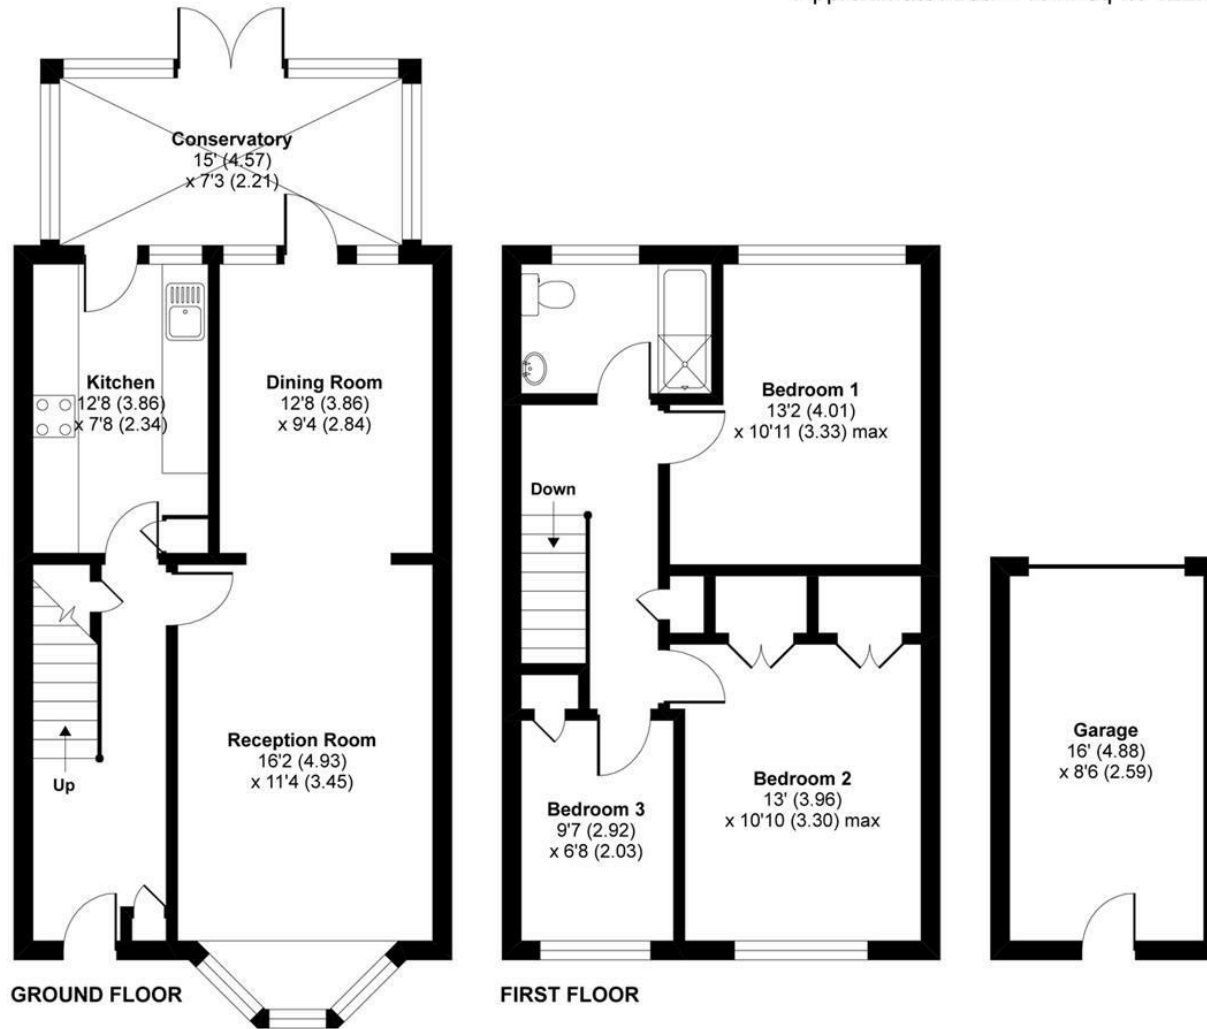 Conservatory
15' (4.57)
x 7'3 (2.21)
Kitchen
12'8 (3.86)
x 7'8 (2.34)
Dining Room
12'8 (3.86)
x 9'4 (2.84)
Reception Room
16'2 (4.93)
x 11'4 (3.45)
Up
GROUND FLOOR
Bedroom 1
13'2 (4.01)
x 10'11 (3.33) max
Down
Bedroom 2
13' (3.96)
x 10'10 (3.30) max
Bedroom 3
9'7 (2.92)
x 6'8 (2.03)
FIRST FLOOR
Garage
16' (4.88)
x 8'6 (2.59)